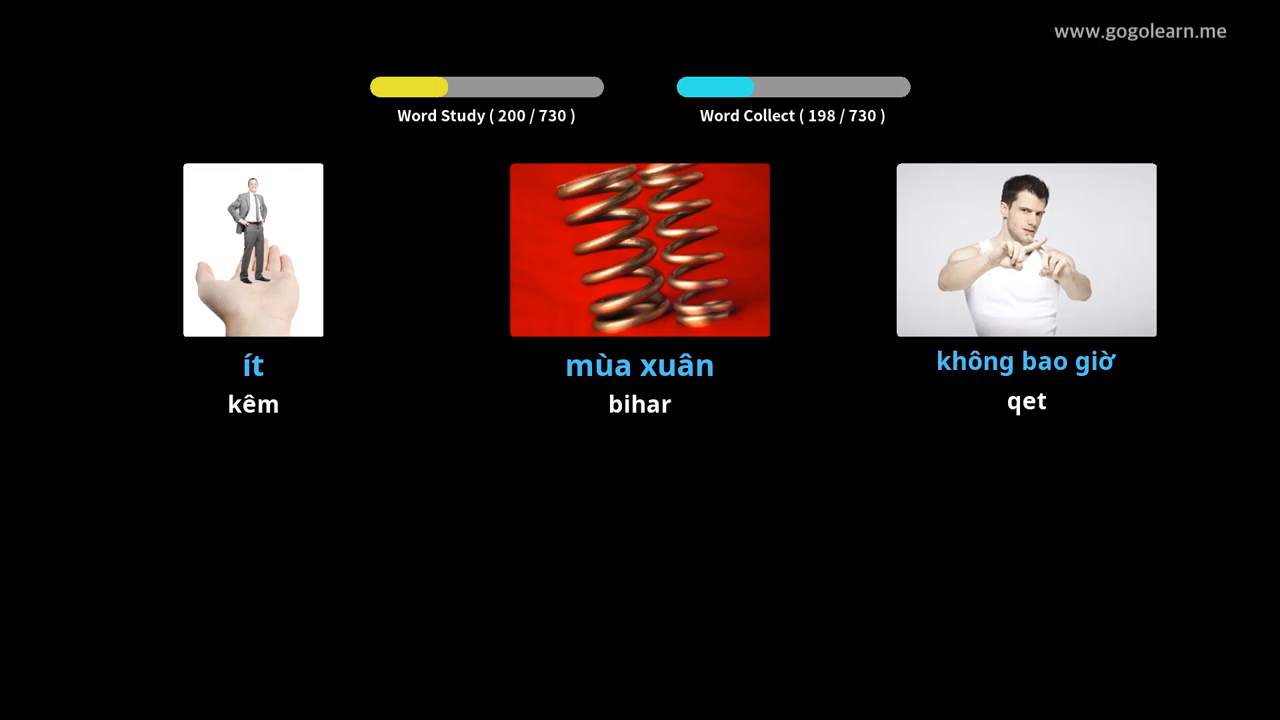 www.gogolearn.me
Word Study ( 200 / 730 )
Word Collect ( 198 / 730 )
ít
kêm
mùa xuân
bihar
không bao giờ
qet